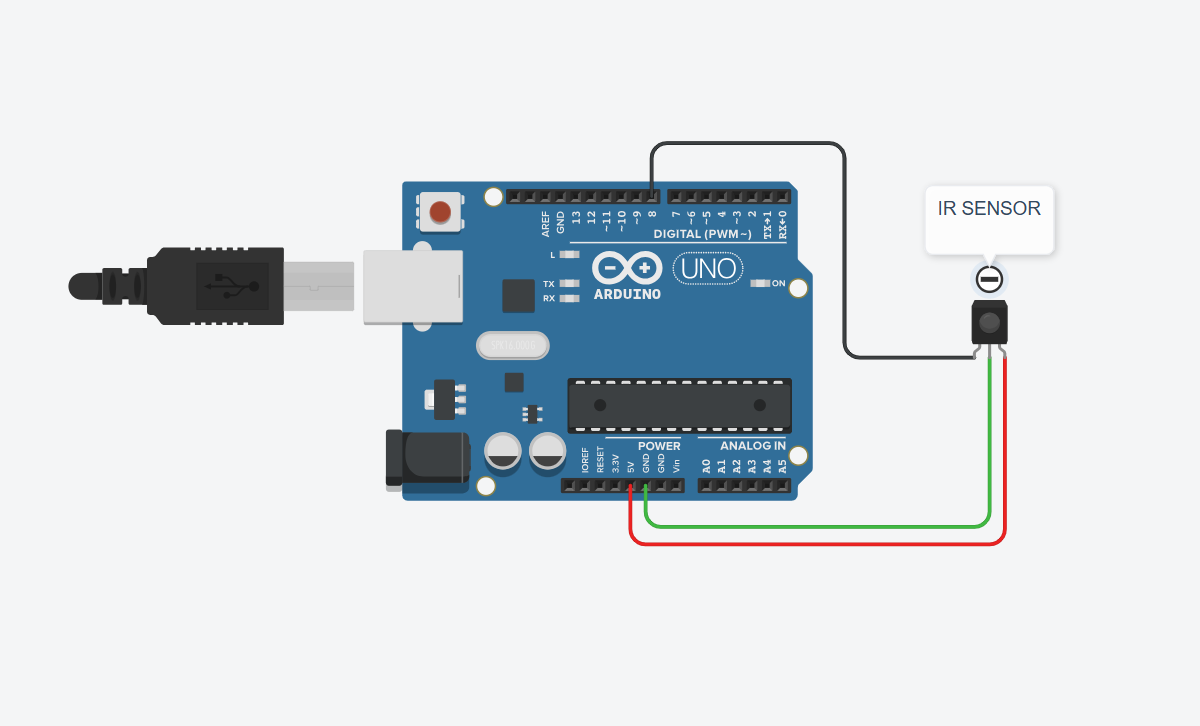 IR SENSOR
AREF
GND
13
12
~11
~10
~9
8
7
~6
~5
4
~3
2
TX→1
RX←0
DIGITAL (PWM~)
L
TX
RX
ARDUINO
UNO
ON
POWER
ANALOG IN
IOREF
RESET
3.3V
5V
GND
GND
Vin
A0
A1
A2
A3
A4
A5